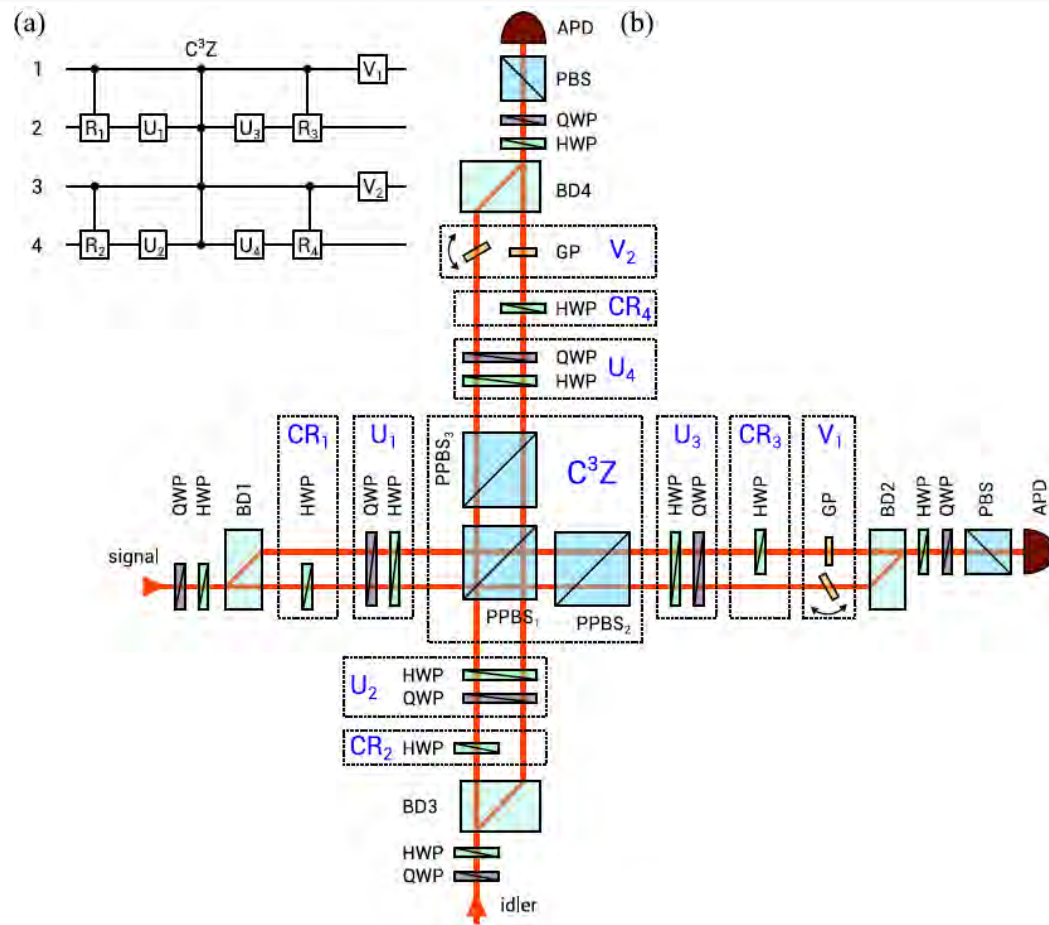 (a)
C³Z
1
V₁
2
R₁ U₁ U₃ R₃
3
V₂
4
R₂ U₂ U₄ R₄
(b)
APD
PBS
QWP
HWP
BD4
GP V₂
HWP CR₄
QWP
HWP
U₄
PPBS₃
C³Z
PPBS₁
PPBS₂
signal
QWP
HWP
BD1
CR₁
HWP
U₁
QWP
HWP
U₃
HWP
QWP
CR₃
HWP
V₁
GP
BD2
HWP
QWP
PBS
APD
U₂
HWP
QWP
CR₂ HWP
BD3
HWP
QWP
idler